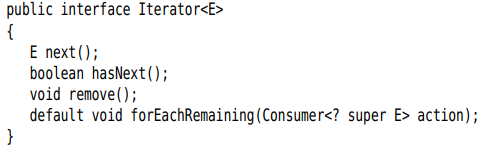 public interface Iterator<E>
{
   E next();
   boolean hasNext();
   void remove();
   default void forEachRemaining(Consumer<? super E> action);
}